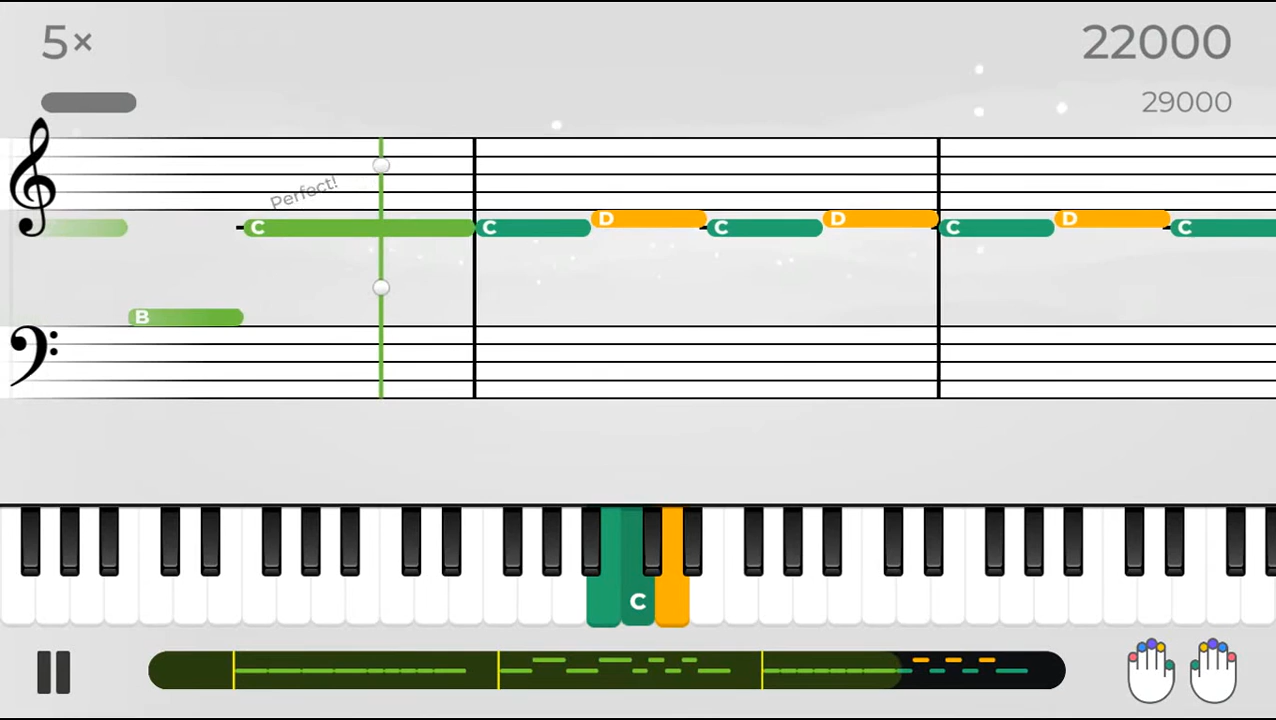 5×
22000
29000
Perfect!
C C D C D C D C
B
C